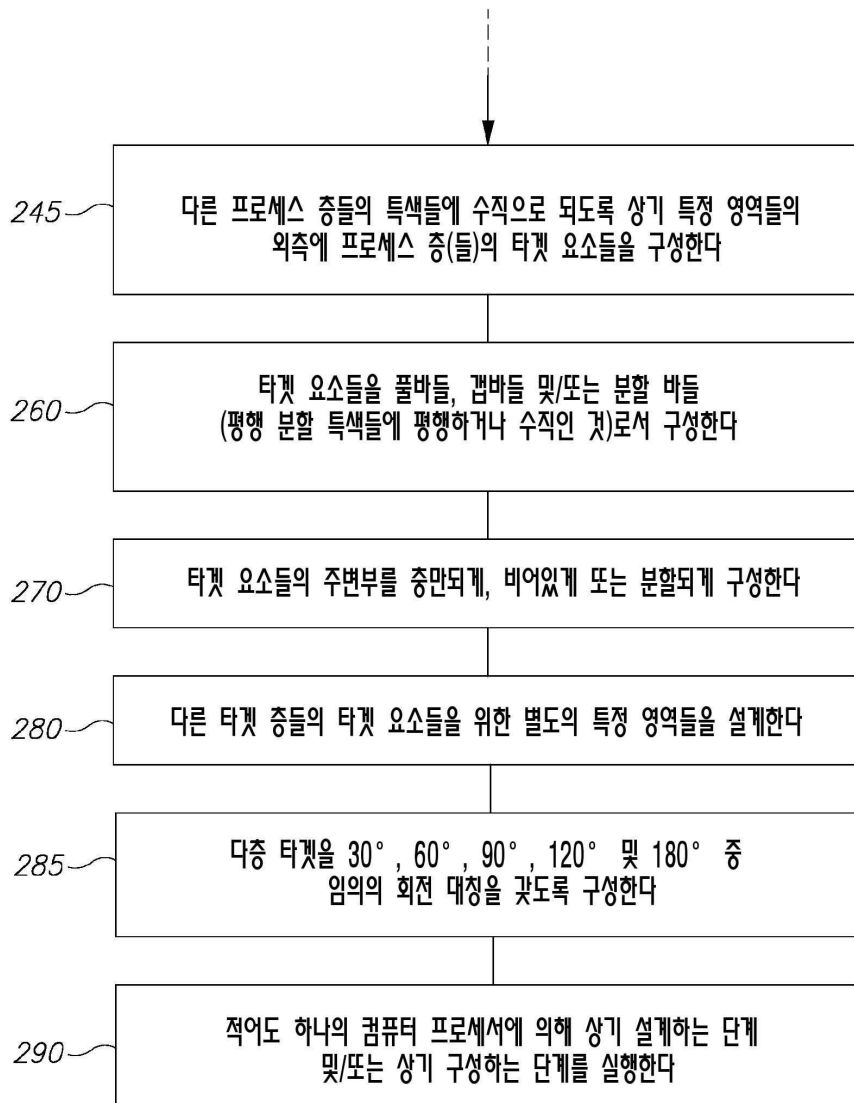 245
다른 프로세스 층들의 특색들에 수직으로 되도록 상기 특정 영역들의
외측에 프로세스 층(들)의 타겟 요소들을 구성한다
260
타겟 요소들을 풀바들, 갭바들 및/또는 분할 바들
(평행 분할 특색들에 평행하거나 수직인 것)로서 구성한다
270
타겟 요소들의 주변부를 충만되게, 비어있게 또는 분할되게 구성한다
280
다른 타겟 층들의 타겟 요소들을 위한 별도의 특정 영역들을 설계한다
285
다층 타겟을 30°, 60°, 90°, 120° 및 180° 중
임의의 회전 대칭을 갖도록 구성한다
290
적어도 하나의 컴퓨터 프로세서에 의해 상기 설계하는 단계
및/또는 상기 구성하는 단계를 실행한다